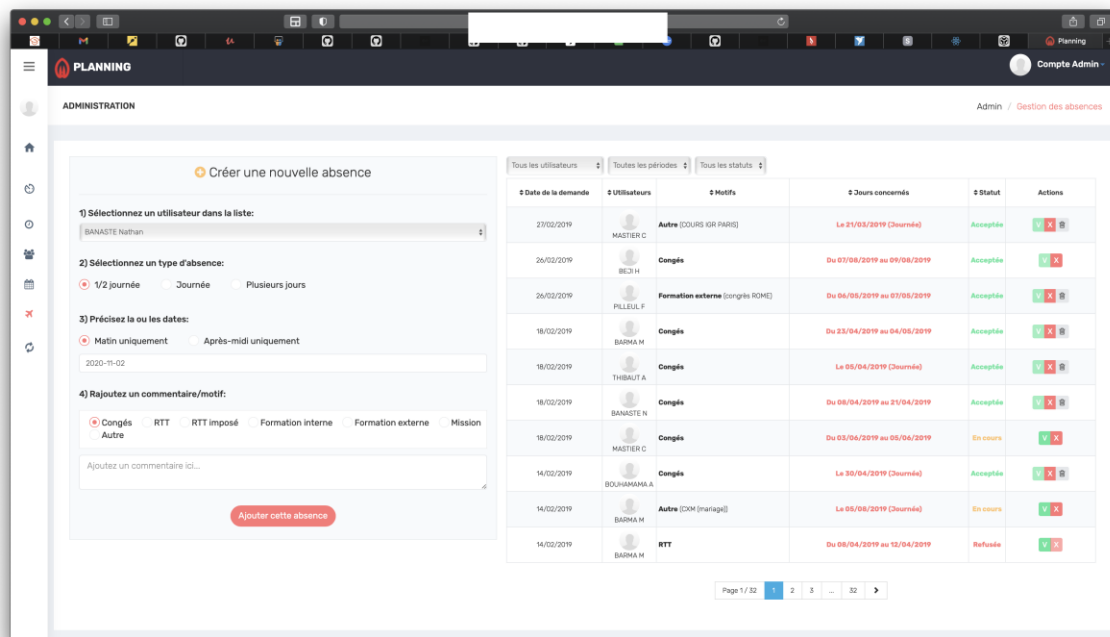 Planning
PLANNING
Compte Admin
ADMINISTRATION
Admin / Gestion des absences
Créer une nouvelle absence
1) Sélectionnez un utilisateur dans la liste:
BANASTE Nathan
2) Sélectionnez un type d'absence:
1/2 journée Journée Plusieurs jours
3) Précisez la ou les dates:
Matin uniquement Après-midi uniquement
2020-11-02
4) Rajoutez un commentaire/motif:
Congés RTT RTT imposé Formation interne Formation externe Mission
Autre
Ajoutez un commentaire ici...
Ajouter cette absence
Tous les utilisateurs Toutes les périodes Tous les statuts
Date de la demande Utilisateurs Motifs Jours concernés Statut Actions
27/02/2019 MASTIER C Autre (COURS IGR PARIS) Le 21/03/2019 (Journée) Acceptée V X
26/02/2019 BEJI H Congés Du 07/08/2019 au 09/08/2019 Acceptée V X
26/02/2019 PILLEUL F Formation externe (congrès ROME) Du 06/05/2019 au 07/05/2019 Acceptée V X
18/02/2019 BARMA M Congés Du 23/04/2019 au 04/05/2019 Acceptée V X
18/02/2019 THIBAUT A Congés Le 05/04/2019 (Journée) Acceptée V X
18/02/2019 BANASTE N Congés Du 08/04/2019 au 21/04/2019 Acceptée V X
18/02/2019 MASTIER C Congés Du 03/06/2019 au 05/06/2019 En cours V X
14/02/2019 BOUHAMAMA A Congés Le 30/04/2019 (Journée) Acceptée V X
14/02/2019 BARMA M Autre (CXM (mariage)) Le 05/08/2019 (Journée) En cours V X
14/02/2019 BARMA M RTT Du 08/04/2019 au 12/04/2019 Refusée V X
Page 1 / 32 1 2 3 ... 32